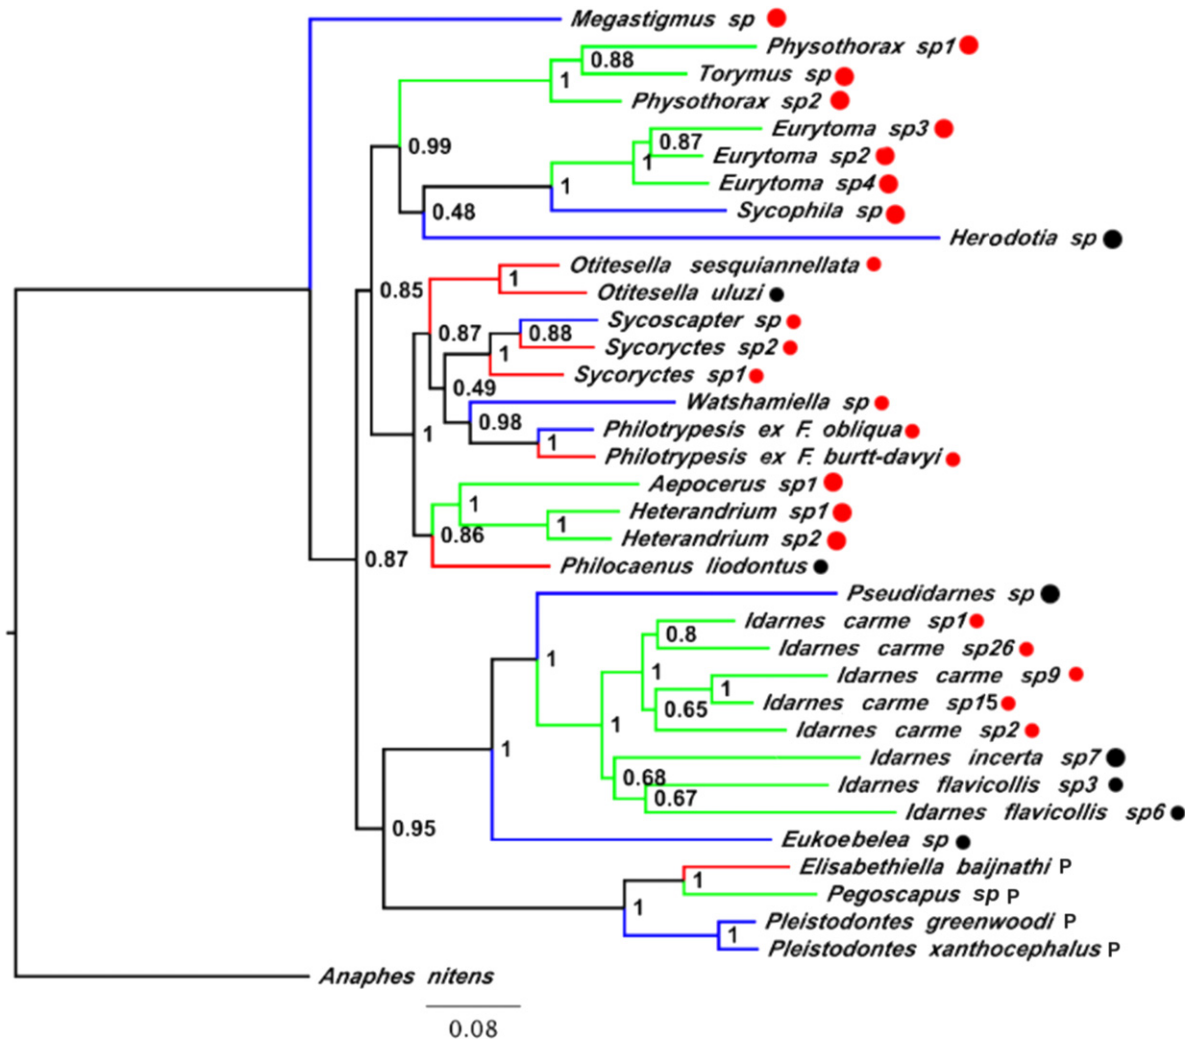 Megastigmus sp
Physothorax sp1
0.88
Torymus sp
1
Physothorax sp2
Eurytoma sp3
0.87
0.99
Eurytoma sp2
1
Eurytoma sp4
1
Sycophila sp
0.48
Herodotia sp
Otitesella sesquiannellata
1
0.85
Otitesella uluzi
Sycoscapter sp
0.87
0.88
Sycoryctes sp2
1
Sycoryctes sp1
0.49
Watshamiella sp
0.98
Philotrypesis ex F. obliqua
1
1
Philotrypesis ex F. burtt-davyi
Aepocerus sp1
1
Heterandrium sp1
1
0.86
Heterandrium sp2
0.87
Philocaenus liodontus
Pseudidarnes sp
Idarnes carme sp1
0.8
Idarnes carme sp26
1
1
Idarnes carme sp9
1
0.65
Idarnes carme sp15
1
Idarnes carme sp2
1
Idarnes incerta sp7
0.68
Idarnes flavicollis sp3
0.67
Idarnes flavicollis sp6
0.95
Eukoebelea sp
Elisabethiella baijnathi P
1
Pegoscapus sp P
1
Pleistodontes greenwoodi P
1
Pleistodontes xanthocephalus P
Anaphes nitens
0.08